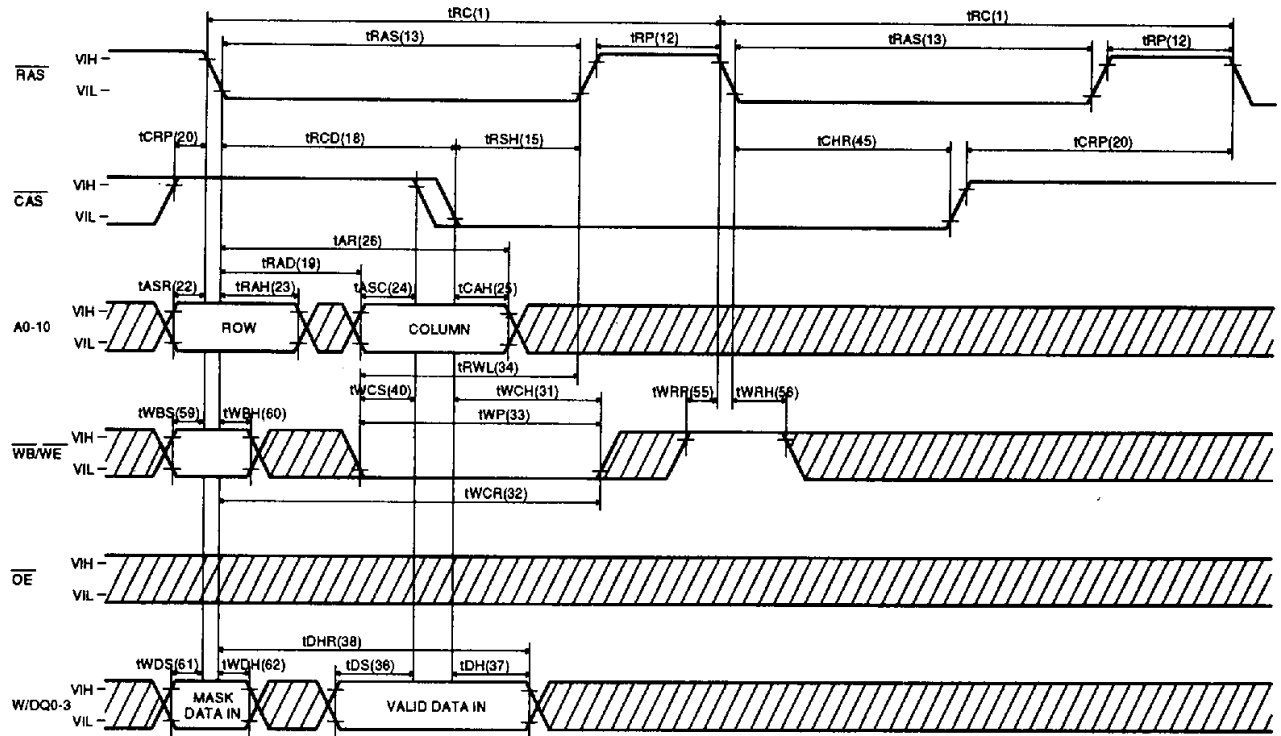 tRC(1) tRC(1)
tRAS(13) tRP(12) tRAS(13) tRP(12)
RAS VIH
VIL
tCRP(20) tRCD(18) tRSH(15) tCHR(45) tCRP(20)
CAS VIH
VIL
tAR(26)
tRAD(19)
tASR(22) tRAH(23) tASC(24) tCAH(25)
A0-10 VIH
VIL
ROW COLUMN
tRWL(34)
tWCS(40) tWCH(31) tWRP(55) tWRH(56)
tWBS(59) tWBH(60) tWP(33)
WB/WE VIH
VIL
tWCR(32)
OE VIH
VIL
tDHR(38)
tWDS(61) tWDH(62) tDS(36) tDH(37)
W/DQ0-3 VIH
VIL
MASK
DATA IN
VALID DATA IN